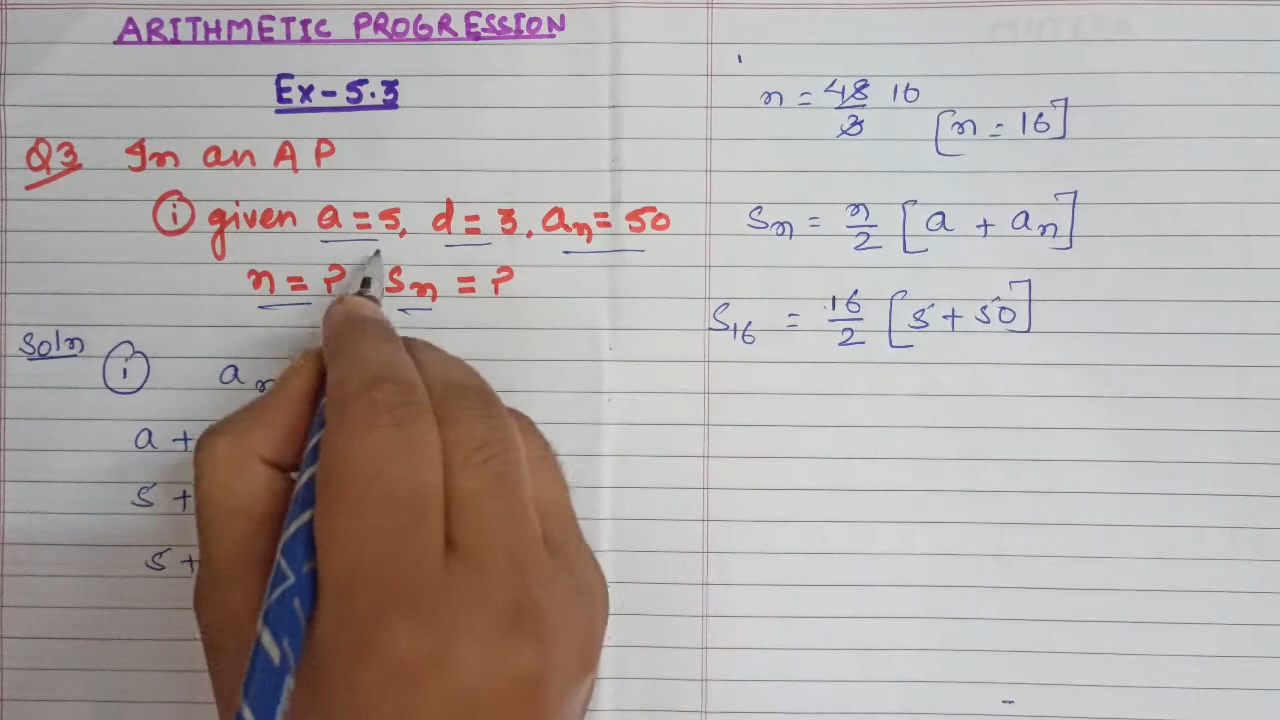 ARITHMETIC PROGRESSION
Ex-5.3
Q3 In an AP
(i) given a = 5, d = 3, aₙ = 50
n = ? Sₙ = ?
Soln
(i) aₙ
a +
5 +
5 +
n = 48/3 16
[n = 16]
Sₙ = n/2 [a + aₙ]
S₁₆ = 16/2 [5 + 50]